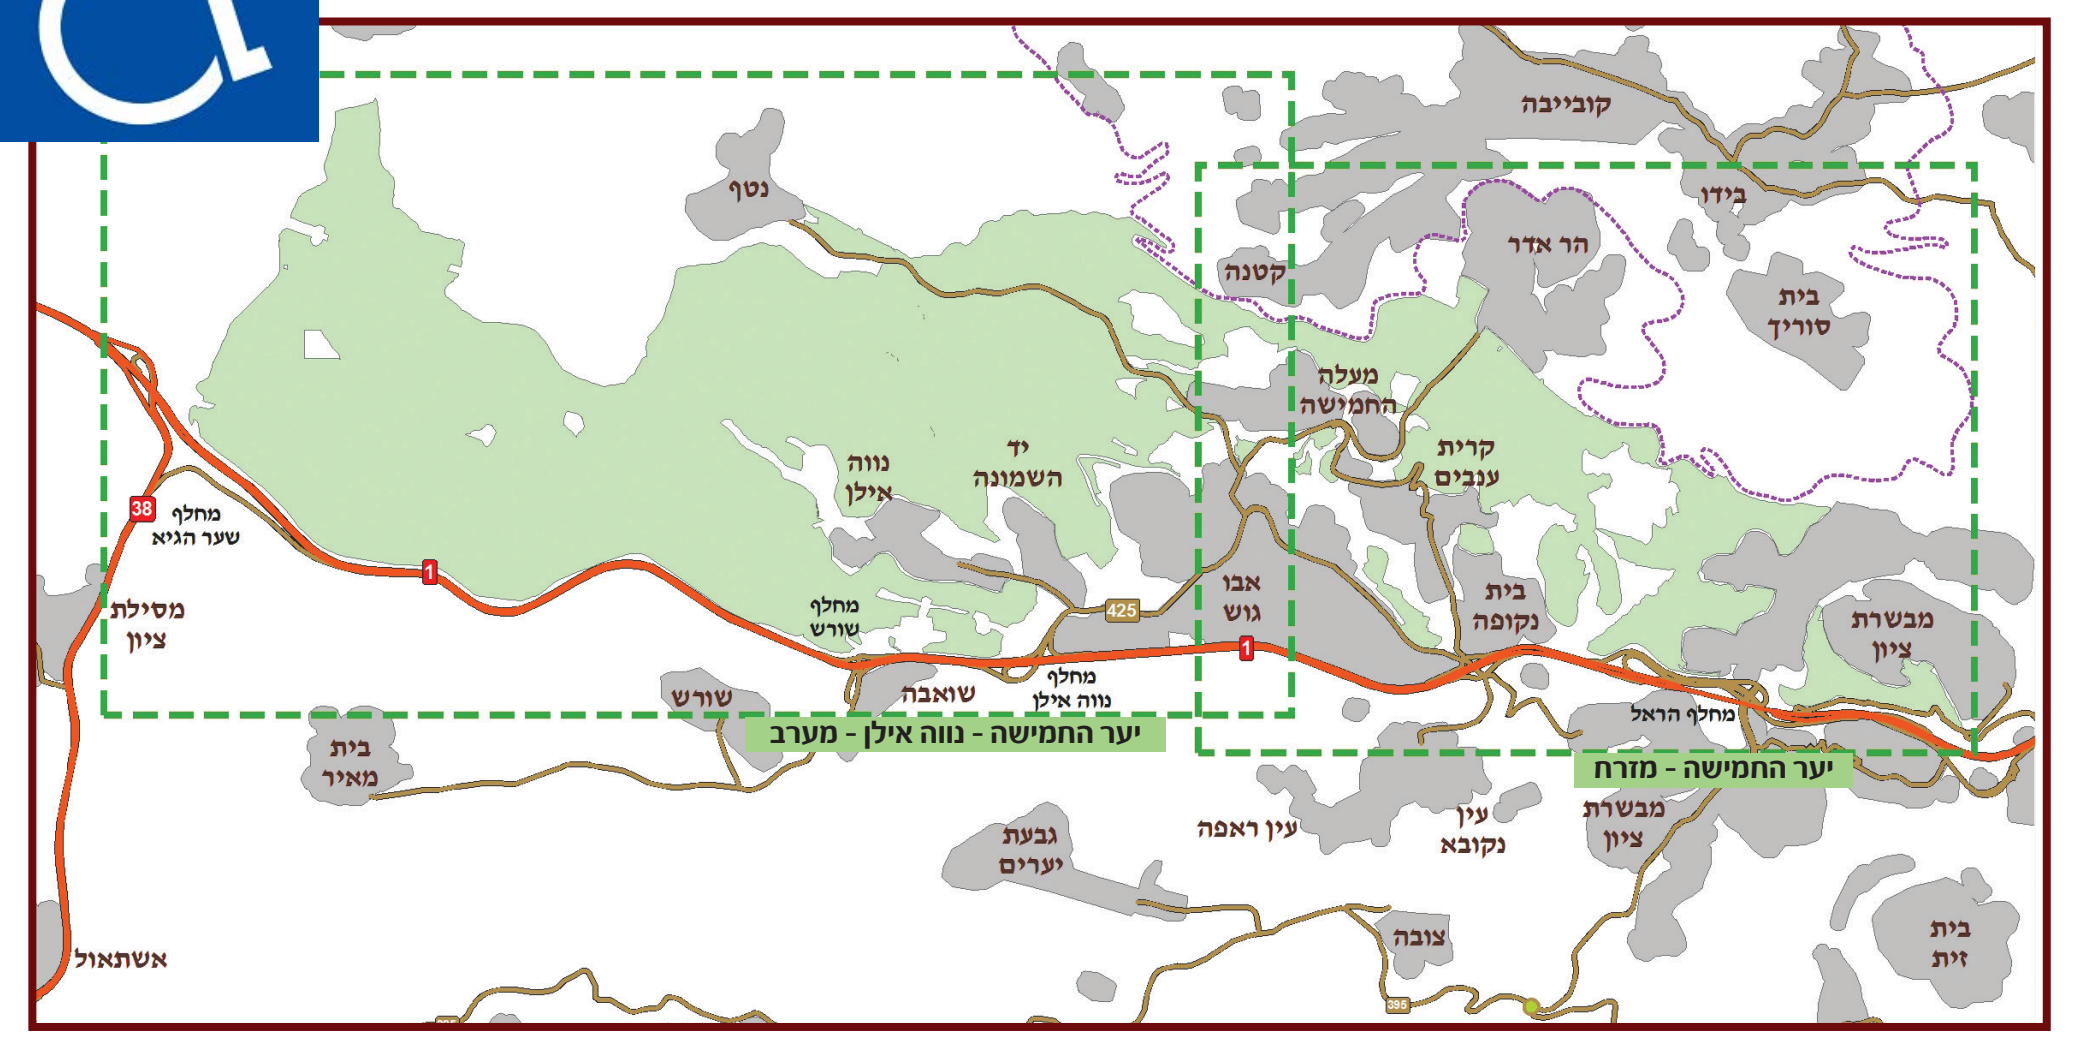 קובייבה
נטף
בידו
הר אדר
קטנה
בית
סוריך
מעלה
החמישה
קרית
ענבים
יד
השמונה
נווה
אילן
38
מחלף
שער הגיא
1
אבו
גוש
בית
נקופה
מסילת
ציון
מחלף
שורש
425
מבשרת
ציון
1
מחלף
נווה אילן
שואבה
שורש
מחלף הראל
יער החמישה - נווה אילן - מערב
בית
מאיר
יער החמישה - מזרח
מבשרת
ציון
עין
נקובא
עין ראפה
גבעת
יערים
צובה
בית
זית
אשתאול
395